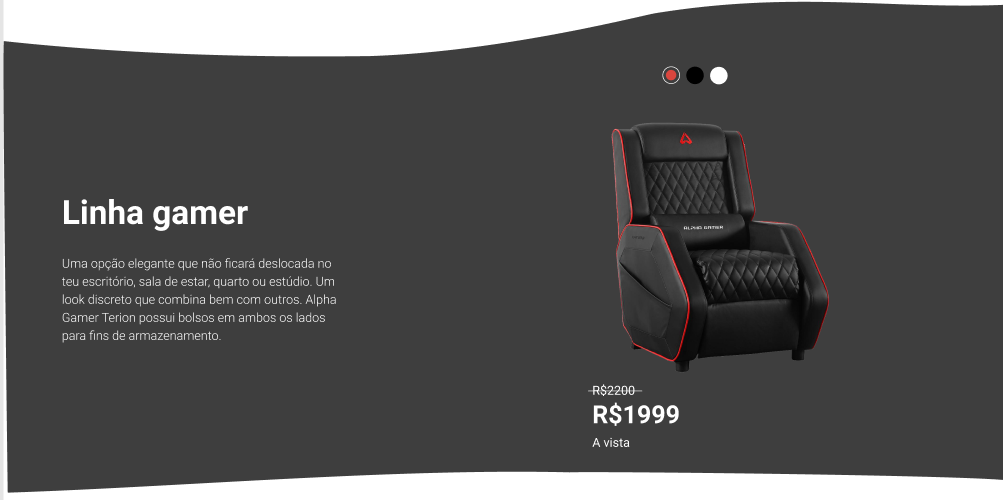 Linha gamer
Uma opção elegante que não ficará deslocada no
teu escritório, sala de estar, quarto ou estúdio. Um
look discreto que combina bem com outros. Alpha
Gamer Terion possui bolsos em ambos os lados
para fins de armazenamento.
ALPHA GAMER
R$2200
R$1999
A vista